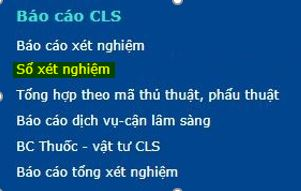 Báo cáo CLS
Báo cáo xét nghiệm
Sổ xét nghiệm
Tổng hợp theo mã thủ thuật, phẩu thuật
Báo cáo dịch vụ-cận lâm sàng
BC Thuốc - vật tư CLS
Báo cáo tổng xét nghiệm